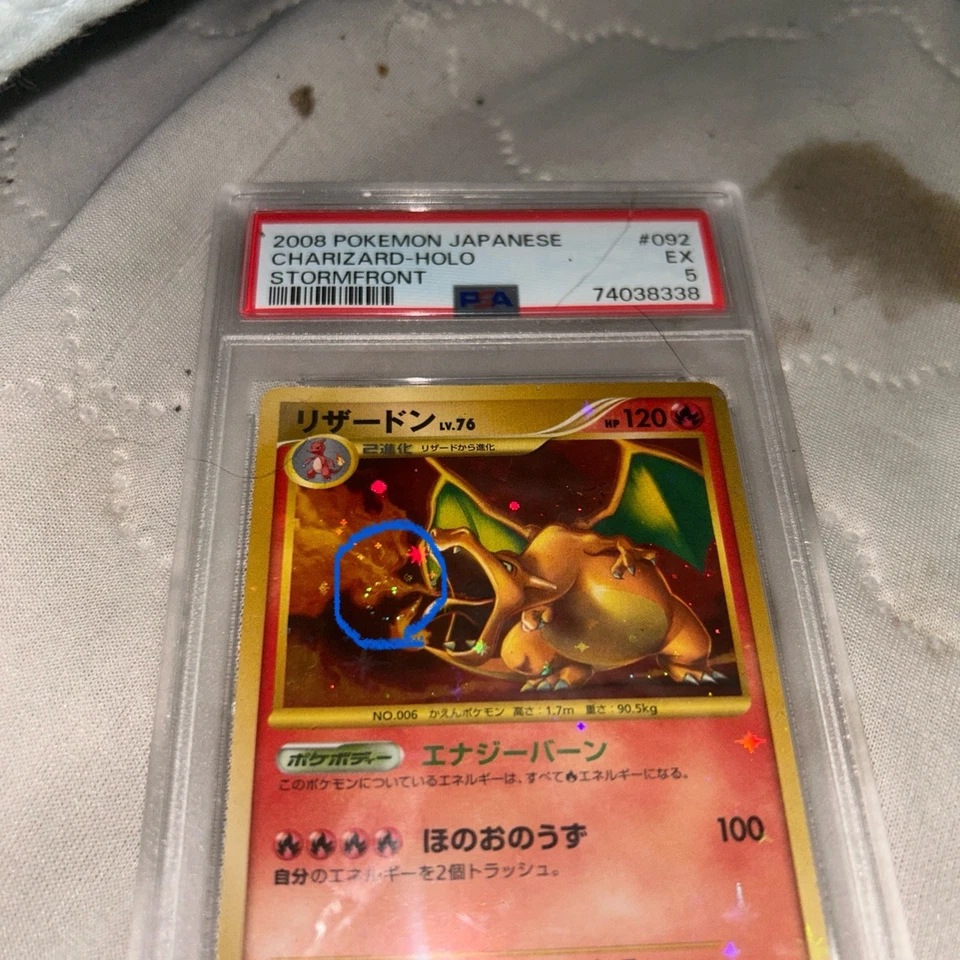 2008 POKEMON JAPANESE #092
CHARIZARD-HOLO EX
STORMFRONT 5
PSA 74038338
リザードン LV.76 HP 120
2進化 リザードから進化
NO.006 かえんポケモン 高さ:1.7m 重さ:90.5kg
ポケボディー エナジーバーン
このポケモンについているエネルギーは、すべて エネルギーになる。
ほのおのうず 100
自分のエネルギーを2個トラッシュ。